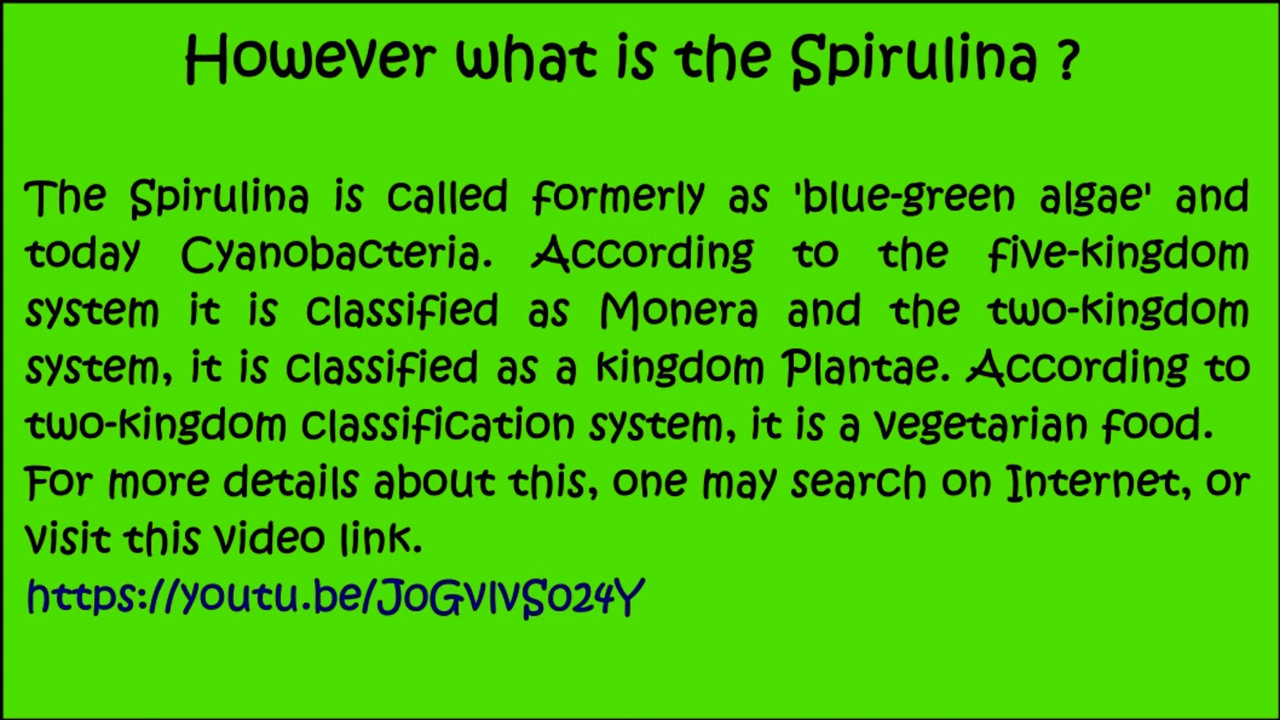 However what is the Spirulina ?
The Spirulina is called formerly as 'blue-green algae' and
today Cyanobacteria. According to the five-kingdom
system it is classified as Monera and the two-kingdom
system, it is classified as a kingdom Plantae. According to
two-kingdom classification system, it is a vegetarian food.
For more details about this, one may search on Internet, or
visit this video link.
https://youtu.be/JoGvlvSo24Y